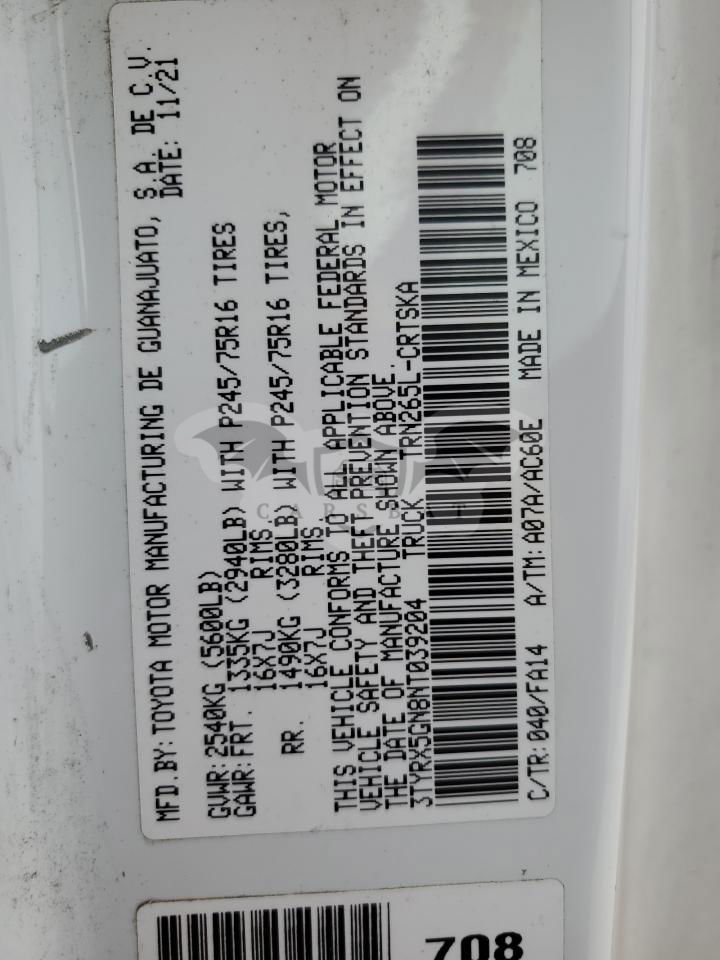 MFD.BY:TOYOTA MOTOR MANUFACTURING DE GUANAJUATO, S.A. DE C.V.
DATE: 11/21
GVWR:2540KG (5600LB)
GAWR:FRT. 1335KG (2940LB) WITH P245/75R16 TIRES
16X7J RIMS.
RR. 1490KG (3280LB) WITH P245/75R16 TIRES,
16X7J RIMS.
THIS VEHICLE CONFORMS TO ALL APPLICABLE FEDERAL MOTOR
VEHICLE SAFETY AND THEFT PREVENTION STANDARDS IN EFFECT ON
THE DATE OF MANUFACTURE SHOWN ABOVE.
3TYRX5GN8NT039204 TRUCK TRN265L-CRTSKA
C/TR:040/FA14 A/TM:A07A/AC60E MADE IN MEXICO 708
708
CARSBAT